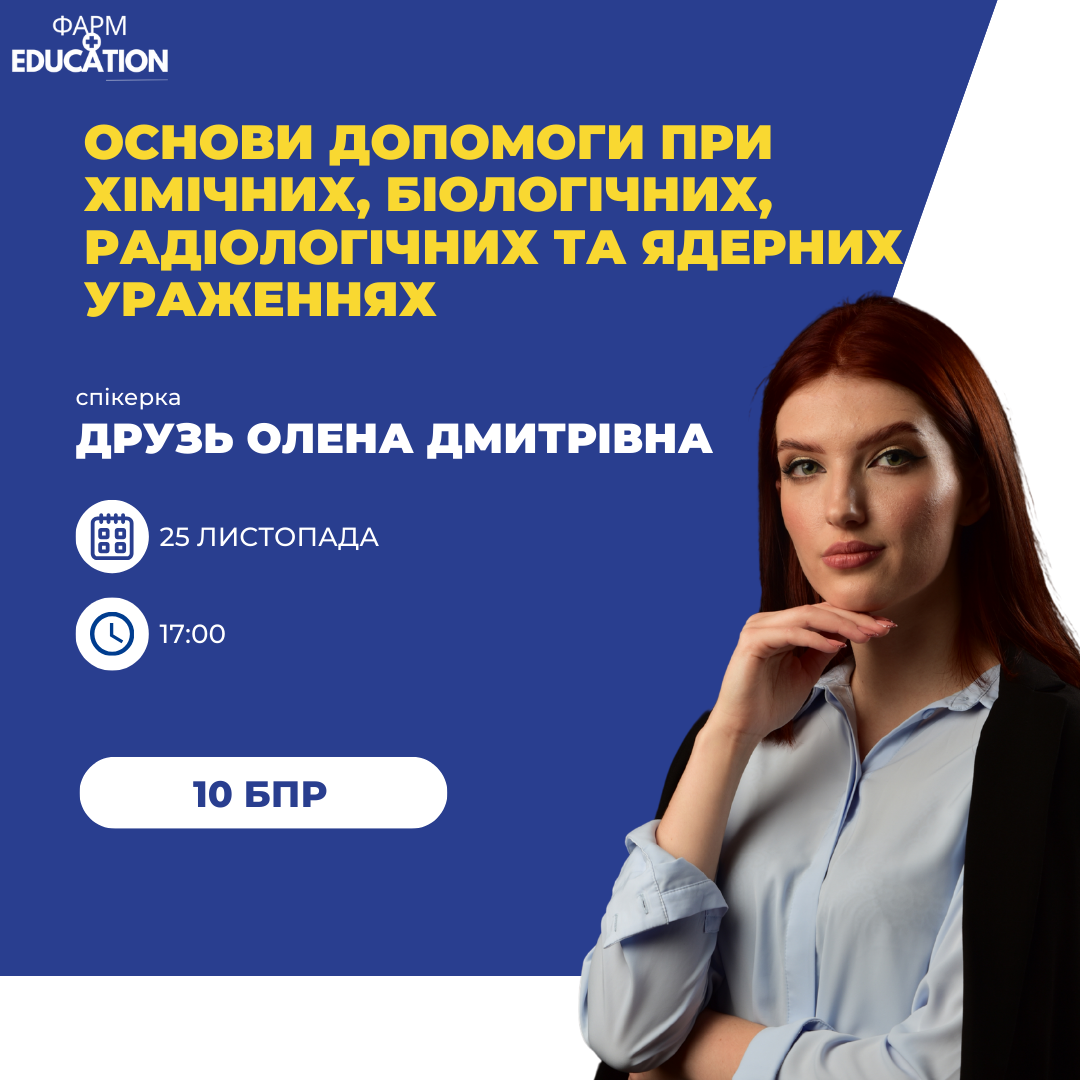 ФАРМ
EDUCATION
ОСНОВИ ДОПОМОГИ ПРИ
ХІМІЧНИХ, БІОЛОГІЧНИХ,
РАДІОЛОГІЧНИХ ТА ЯДЕРНИХ
УРАЖЕННЯХ
спікерка
ДРУЗЬ ОЛЕНА ДМИТРІВНА
25 ЛИСТОПАДА
17:00
10 БПР